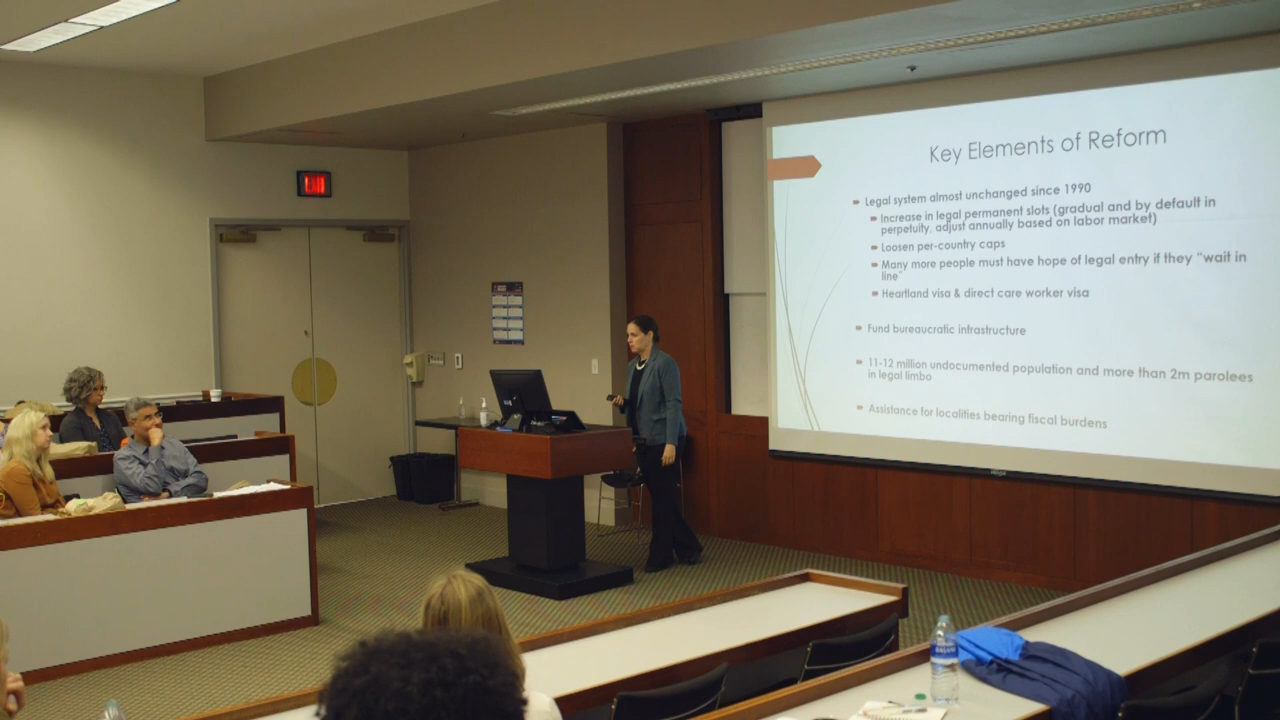 Key Elements of Reform
Legal system almost unchanged since 1990
Increase in legal permanent slots (gradual and by default in
perpetuity, adjust annually based on labor market)
Loosen per-country caps
Many more people must have hope of legal entry if they "wait in
line"
Heartland visa & direct care worker visa
Fund bureaucratic infrastructure
11-12 million undocumented population and more than 2m parolees
in legal limbo
Assistance for localities bearing fiscal burdens